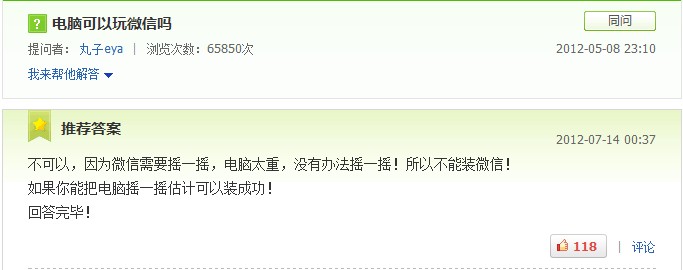 ? 电脑可以玩微信吗
同问
提问者： 丸子eya | 浏览次数：65850次
2012-05-08 23:10
我来帮他解答
推荐答案
2012-07-14 00:37
不可以，因为微信需要摇一摇，电脑太重，没有办法摇一摇！所以不能装微信！
如果你能把电脑摇一摇估计可以装成功！
回答完毕！
118 | 评论